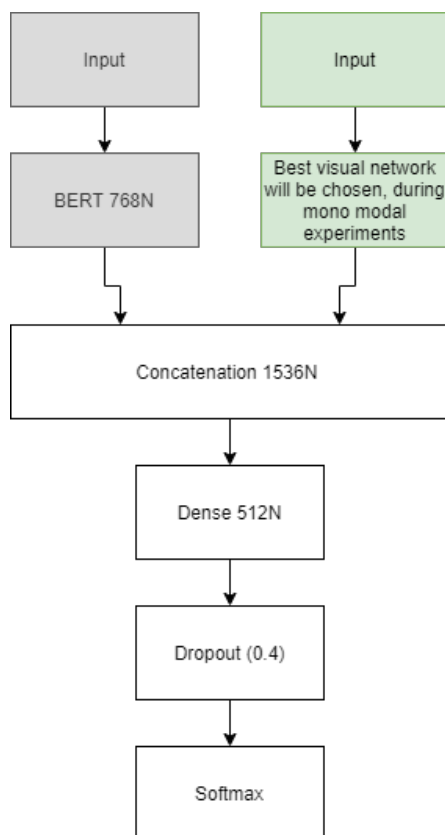 Input
Input
BERT 768N
Best visual network
will be chosen, during
mono modal
experiments
Concatenation 1536N
Dense 512N
Dropout (0.4)
Softmax